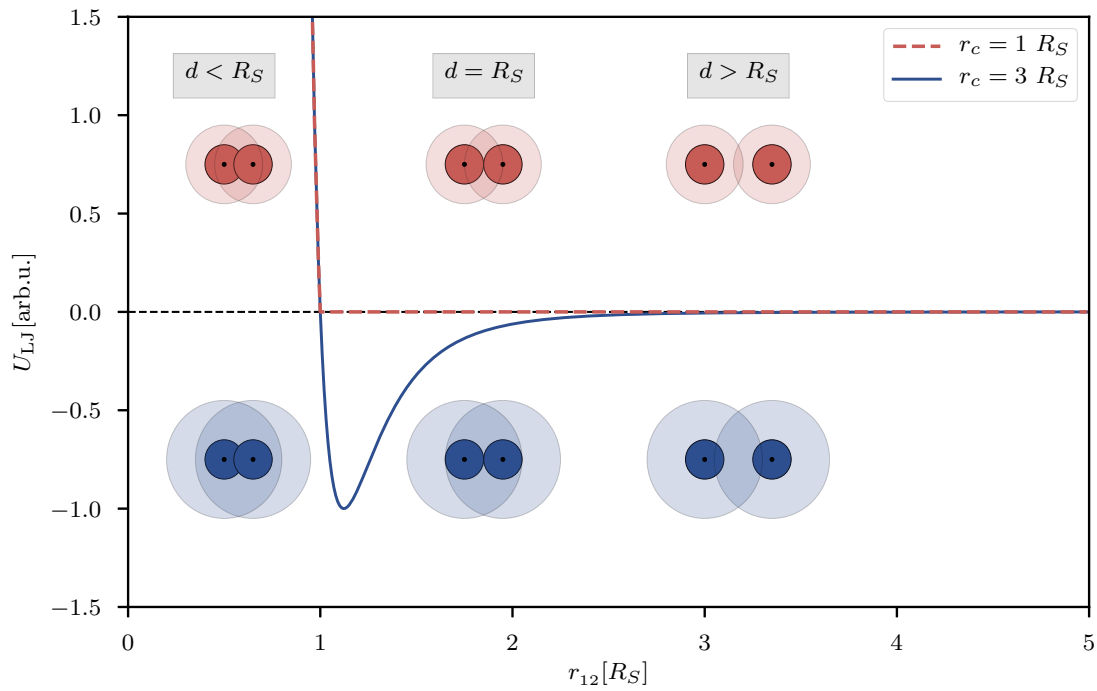 1.5
1.0
0.5
0.0
−0.5
−1.0
−1.5
U_LJ[arb.u.]
d < R_S
d = R_S
d > R_S
r_c = 1 R_S
r_c = 3 R_S
0
1
2
3
4
5
r_12[R_S]